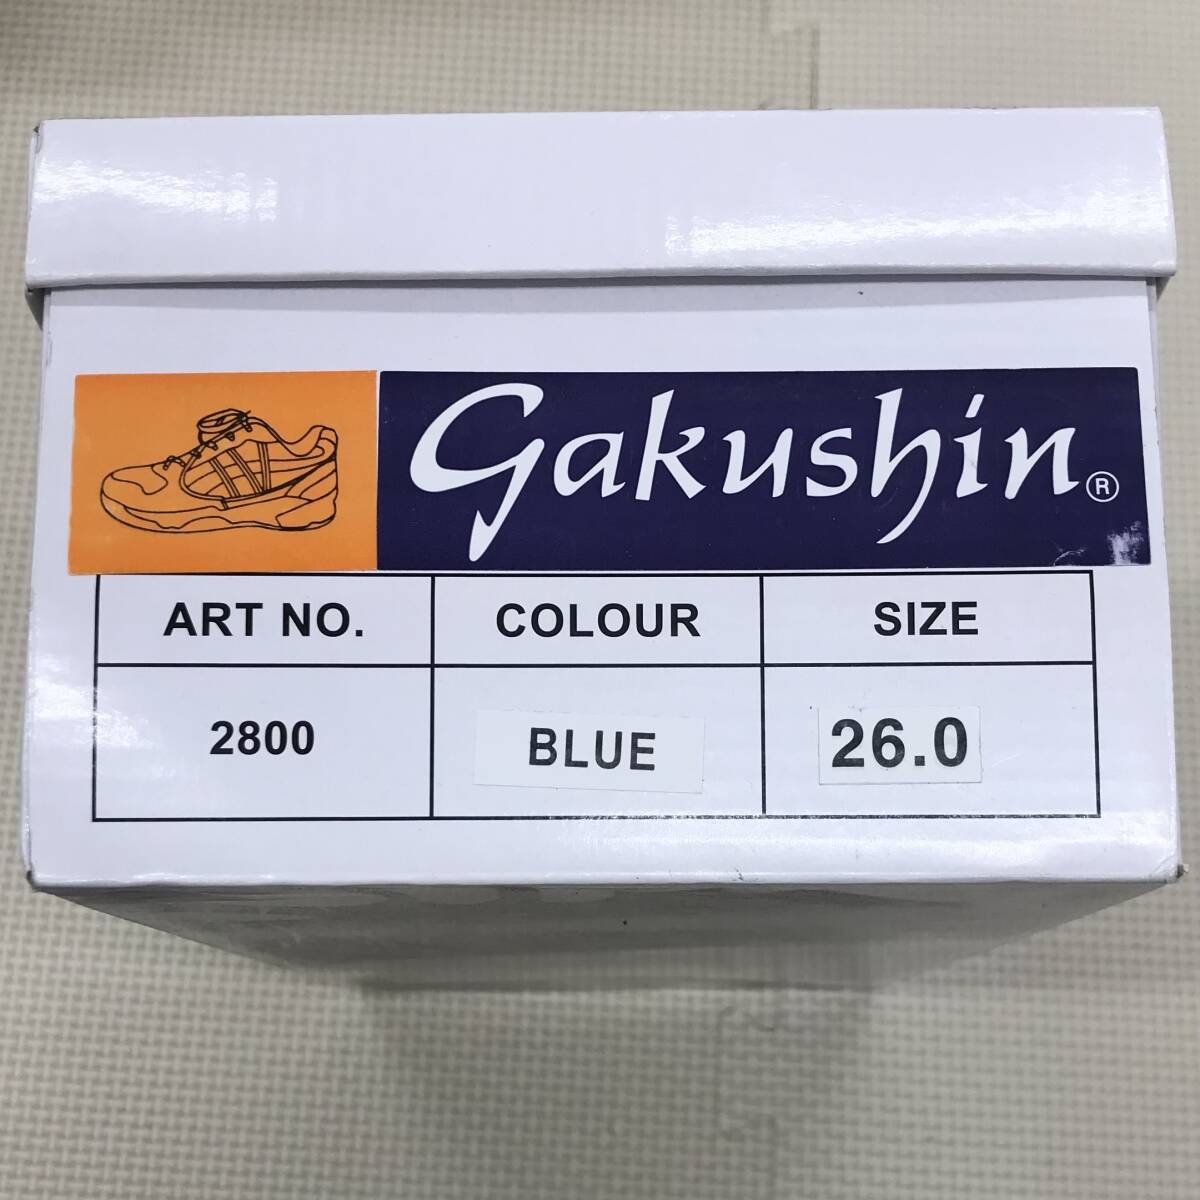 Gakushin®
ART NO. COLOUR SIZE
2800 BLUE 26.0